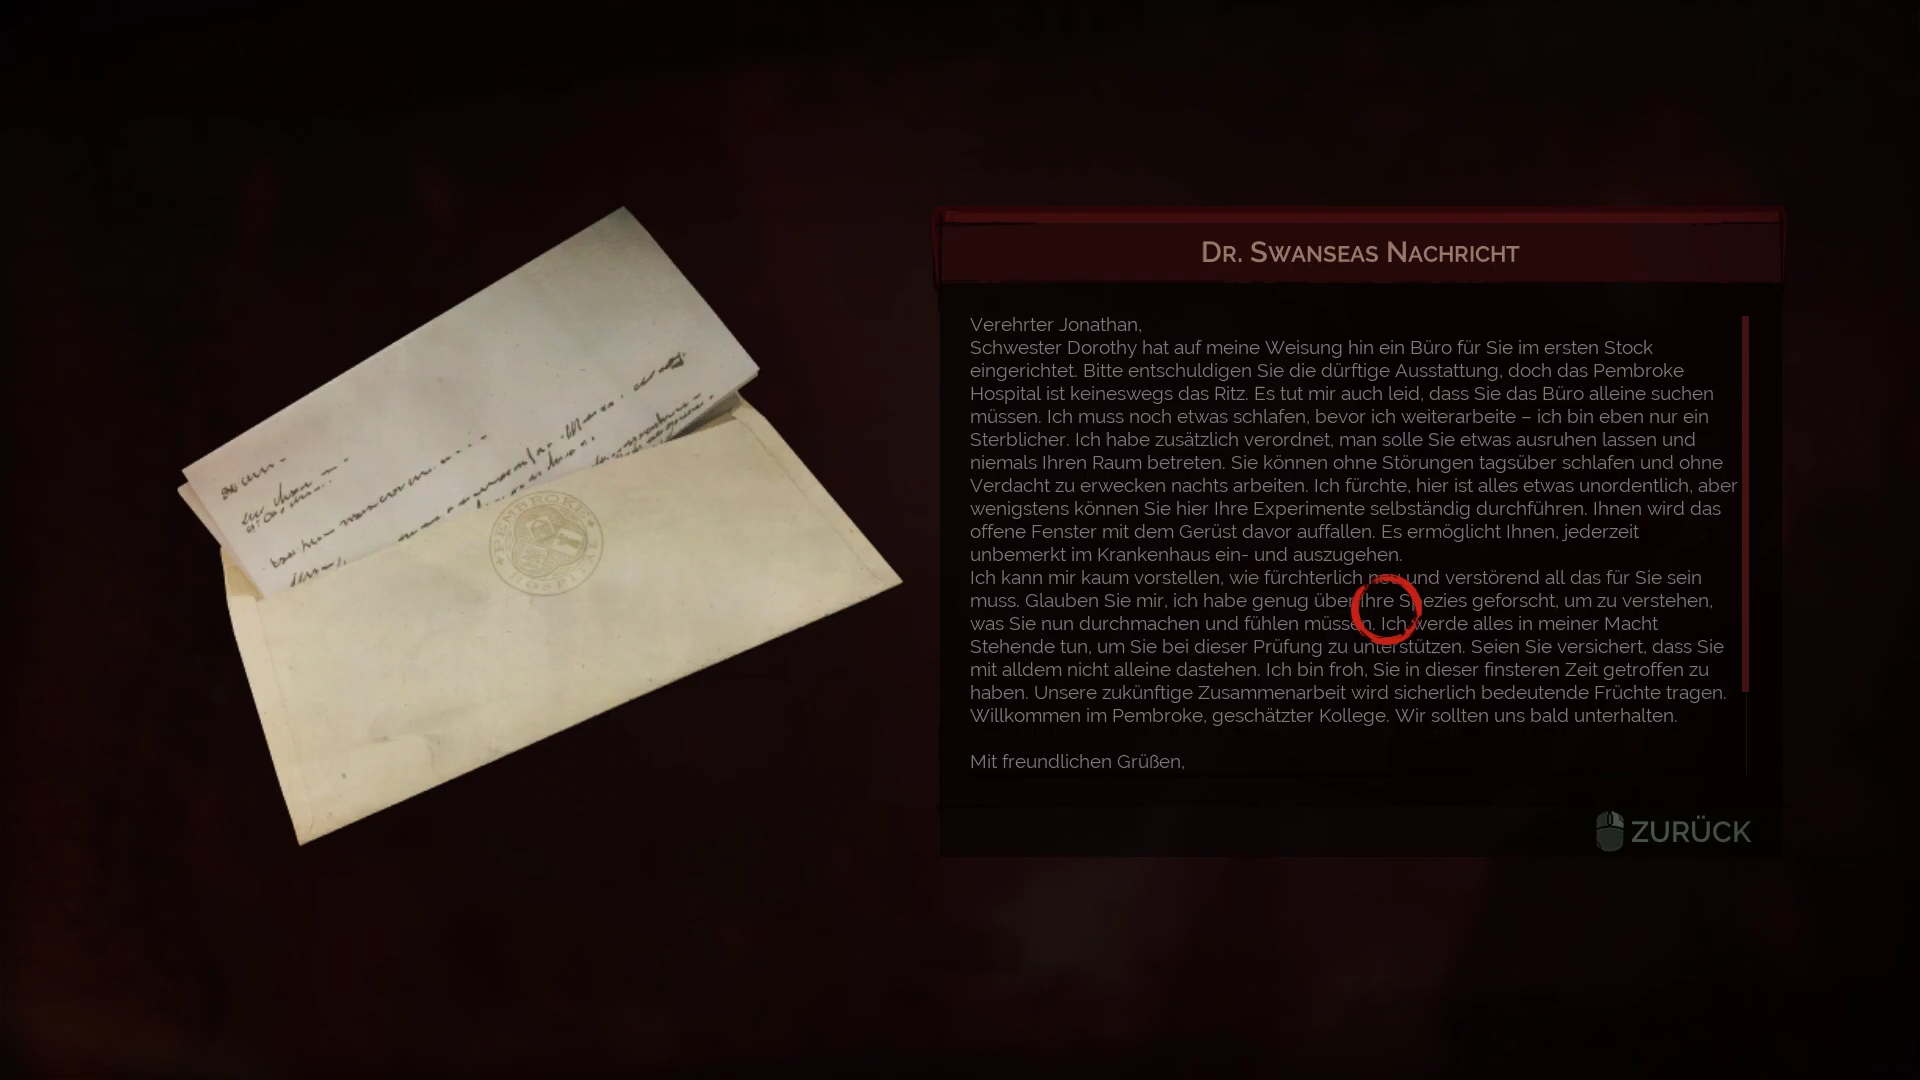 Dr. Swanseas Nachricht
Verehrter Jonathan,
Schwester Dorothy hat auf meine Weisung hin ein Büro für Sie im ersten Stock
eingerichtet. Bitte entschuldigen Sie die dürftige Ausstattung, doch das Pembroke
Hospital ist keineswegs das Ritz. Es tut mir auch leid, dass Sie das Büro alleine suchen
müssen. Ich muss noch etwas schlafen, bevor ich weiterarbeite – ich bin eben nur ein
Sterblicher. Ich habe zusätzlich verordnet, man solle Sie etwas ausruhen lassen und
niemals Ihren Raum betreten. Sie können ohne Störungen tagsüber schlafen und ohne
Verdacht zu erwecken nachts arbeiten. Ich fürchte, hier ist alles etwas unordentlich, aber
wenigstens können Sie hier Ihre Experimente selbständig durchführen. Ihnen wird das
offene Fenster mit dem Gerüst davor auffallen. Es ermöglicht Ihnen, jederzeit
unbemerkt im Krankenhaus ein- und auszugehen.
Ich kann mir kaum vorstellen, wie fürchterlich neu und verstörend all das für Sie sein
muss. Glauben Sie mir, ich habe genug über Ihre Spezies geforscht, um zu verstehen,
was Sie nun durchmachen und fühlen müssen. Ich werde alles in meiner Macht
Stehende tun, um Sie bei dieser Prüfung zu unterstützen. Seien Sie versichert, dass Sie
mit alldem nicht alleine dastehen. Ich bin froh, Sie in dieser finsteren Zeit getroffen zu
haben. Unsere zukünftige Zusammenarbeit wird sicherlich bedeutende Früchte tragen.
Willkommen im Pembroke, geschätzter Kollege. Wir sollten uns bald unterhalten.
Mit freundlichen Grüßen,
ZURÜCK
PEMBROKE
HOSPITAL